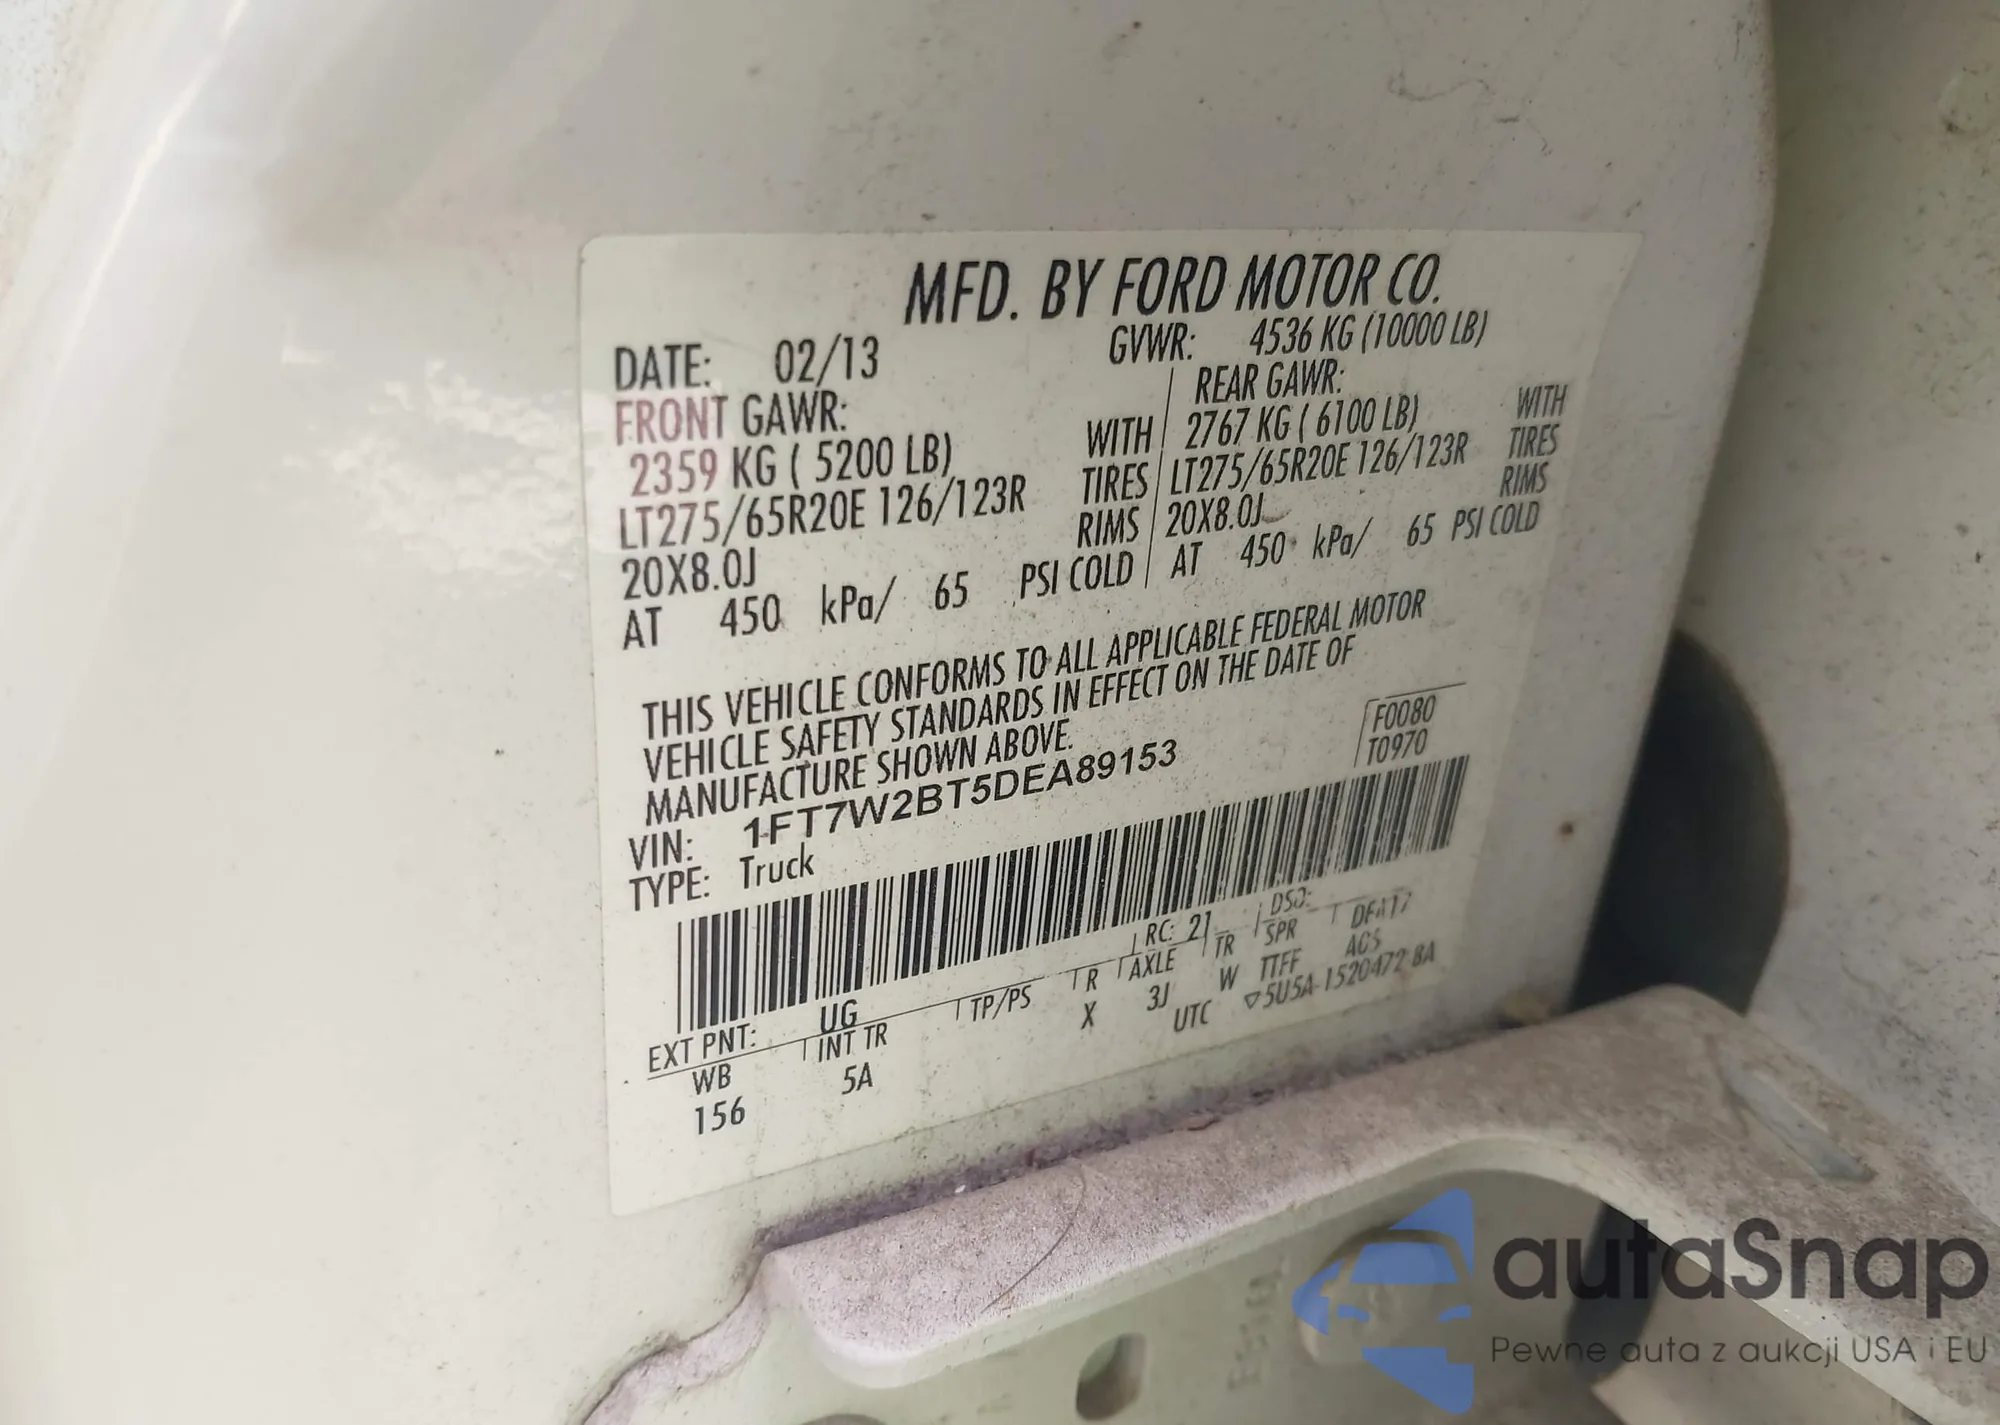 MFD. BY FORD MOTOR CO.
DATE: 02/13 GVWR: 4536 KG (10000 LB)
FRONT GAWR: REAR GAWR:
2359 KG ( 5200 LB) WITH 2767 KG ( 6100 LB) WITH
LT275/65R20E 126/123R TIRES LT275/65R20E 126/123R TIRES
20X8.0J RIMS 20X8.0J RIMS
AT 450 kPa/ 65 PSI COLD AT 450 kPa/ 65 PSI COLD
THIS VEHICLE CONFORMS TO ALL APPLICABLE FEDERAL MOTOR
VEHICLE SAFETY STANDARDS IN EFFECT ON THE DATE OF
MANUFACTURE SHOWN ABOVE.
F0080
T0970
VIN: 1FT7W2BT5DEA89153
TYPE: Truck
EXT PNT: UG RC: 21 DSO:
WB INT TR TP/PS R AXLE TR SPR
156 5A X 3J W TTFF ACS
UTC ▽5U5A-1520472-BA
autaSnap
Pewne auta z aukcji USA i EU